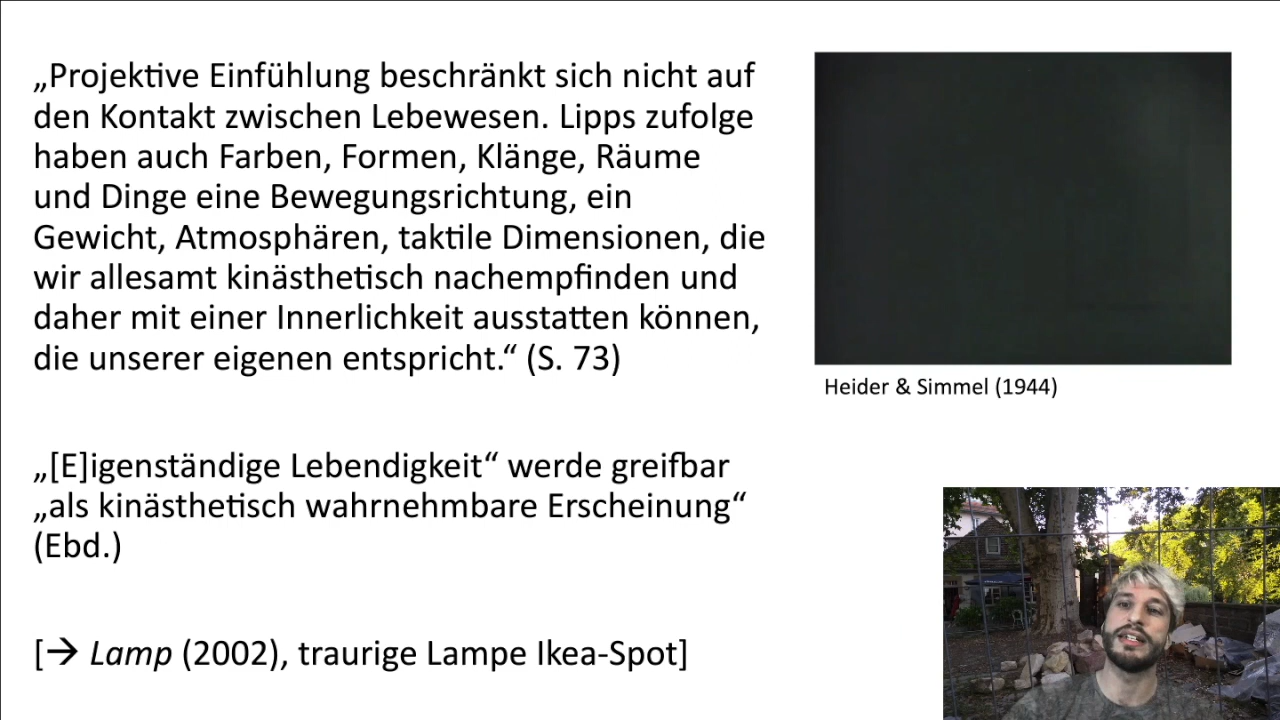 „Projektive Einfühlung beschränkt sich nicht auf
den Kontakt zwischen Lebewesen. Lipps zufolge
haben auch Farben, Formen, Klänge, Räume
und Dinge eine Bewegungsrichtung, ein
Gewicht, Atmosphären, taktile Dimensionen, die
wir allesamt kinästhetisch nachempfinden und
daher mit einer Innerlichkeit ausstatten können,
die unserer eigenen entspricht.“ (S. 73)
Heider & Simmel (1944)
„[E]igenständige Lebendigkeit“ werde greifbar
„als kinästhetisch wahrnehmbare Erscheinung“
(Ebd.)
[→ Lamp (2002), traurige Lampe Ikea-Spot]